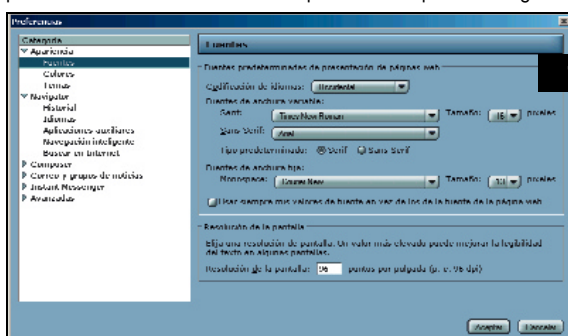 Preferencias
Categoría
Apariencia
Fuentes
Colores
Temas
Navigator
Historial
Idiomas
Aplicaciones auxiliares
Navegación inteligente
Buscar en Internet
Composer
Correo y grupos de noticias
Instant Messenger
Avanzadas
Fuentes
Fuentes predeterminadas de presentación de páginas web
Codificación de idiomas: Occidental
Fuentes de anchura variable:
Serif: Times New Roman Tamaño: 16 píxeles
Sans Serif: Arial
Tipo predeterminado: Serif Sans Serif
Fuentes de anchura fija:
Monospace: Courier New Tamaño: 13 píxeles
Usar siempre mis valores de fuente en vez de los de la fuente de la página web
Resolución de la pantalla
Elija una resolución de pantalla. Un valor más elevado puede mejorar la legibilidad
del texto en algunas pantallas.
Resolución de la pantalla: 96 puntos por pulgada (p. e. 96 dpi)
Aceptar Cancelar